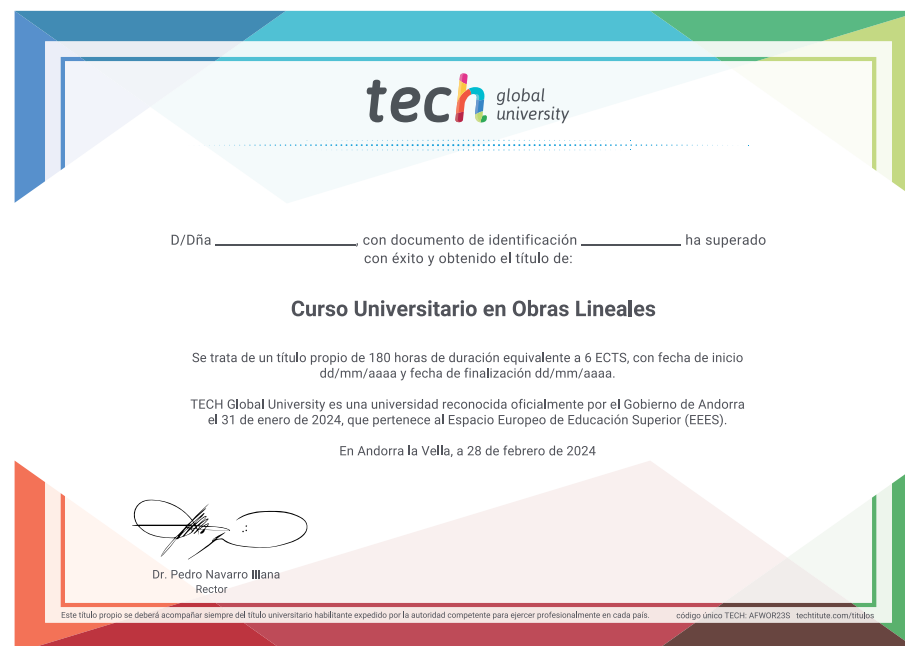 tech global university
D/Dña ____________________, con documento de identificación ______________ ha superado
con éxito y obtenido el título de:
Curso Universitario en Obras Lineales
Se trata de un título propio de 180 horas de duración equivalente a 6 ECTS, con fecha de inicio
dd/mm/aaaa y fecha de finalización dd/mm/aaaa.
TECH Global University es una universidad reconocida oficialmente por el Gobierno de Andorra
el 31 de enero de 2024, que pertenece al Espacio Europeo de Educación Superior (EEES).
En Andorra la Vella, a 28 de febrero de 2024
Dr. Pedro Navarro Illana
Rector
Este título propio se deberá acompañar siempre del título universitario habilitante expedido por la autoridad competente para ejercer profesionalmente en cada país. código único TECH: AFWOR23S techtitute.com/titulos